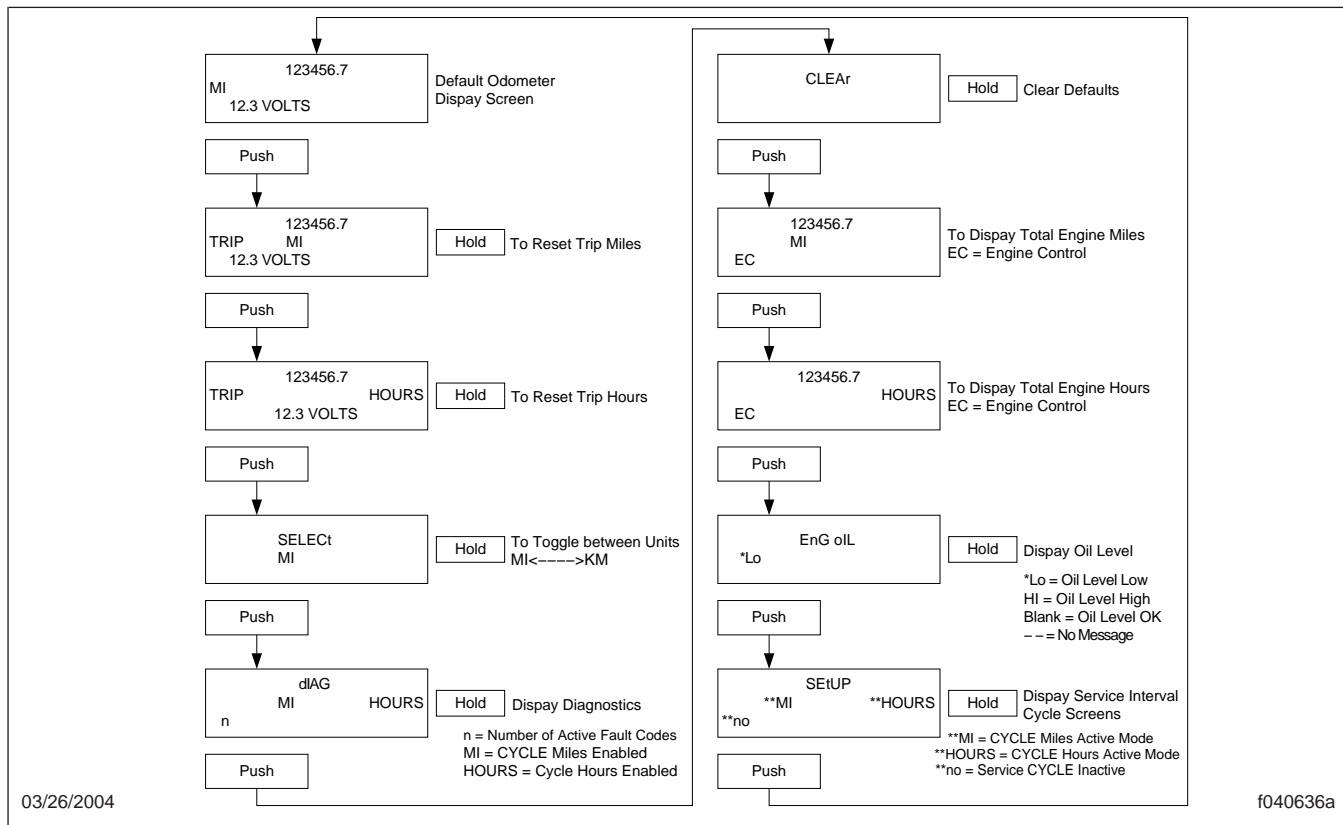 123456.7
MI
12.3 VOLTS
Default Odometer
Dispay Screen
Push
123456.7
TRIP MI
12.3 VOLTS
Hold
To Reset Trip Miles
Push
123456.7
TRIP HOURS
12.3 VOLTS
Hold
To Reset Trip Hours
Push
SELECt
MI
Hold
To Toggle between Units
MI<---->KM
Push
dIAG
MI HOURS
n
Hold
Dispay Diagnostics
n = Number of Active Fault Codes
MI = CYCLE Miles Enabled
HOURS = Cycle Hours Enabled
Push
CLEAr
Hold
Clear Defaults
Push
123456.7
MI
EC
To Dispay Total Engine Miles
EC = Engine Control
Push
123456.7
HOURS
EC
To Dispay Total Engine Hours
EC = Engine Control
Push
EnG oIL
*Lo
Hold
Dispay Oil Level
*Lo = Oil Level Low
HI = Oil Level High
Blank = Oil Level OK
– – = No Message
Push
SEtUP
**MI **HOURS
**no
Hold
Dispay Service Interval
Cycle Screens
**MI = CYCLE Miles Active Mode
**HOURS = CYCLE Hours Active Mode
**no = Service CYCLE Inactive
Push
03/26/2004
f040636a